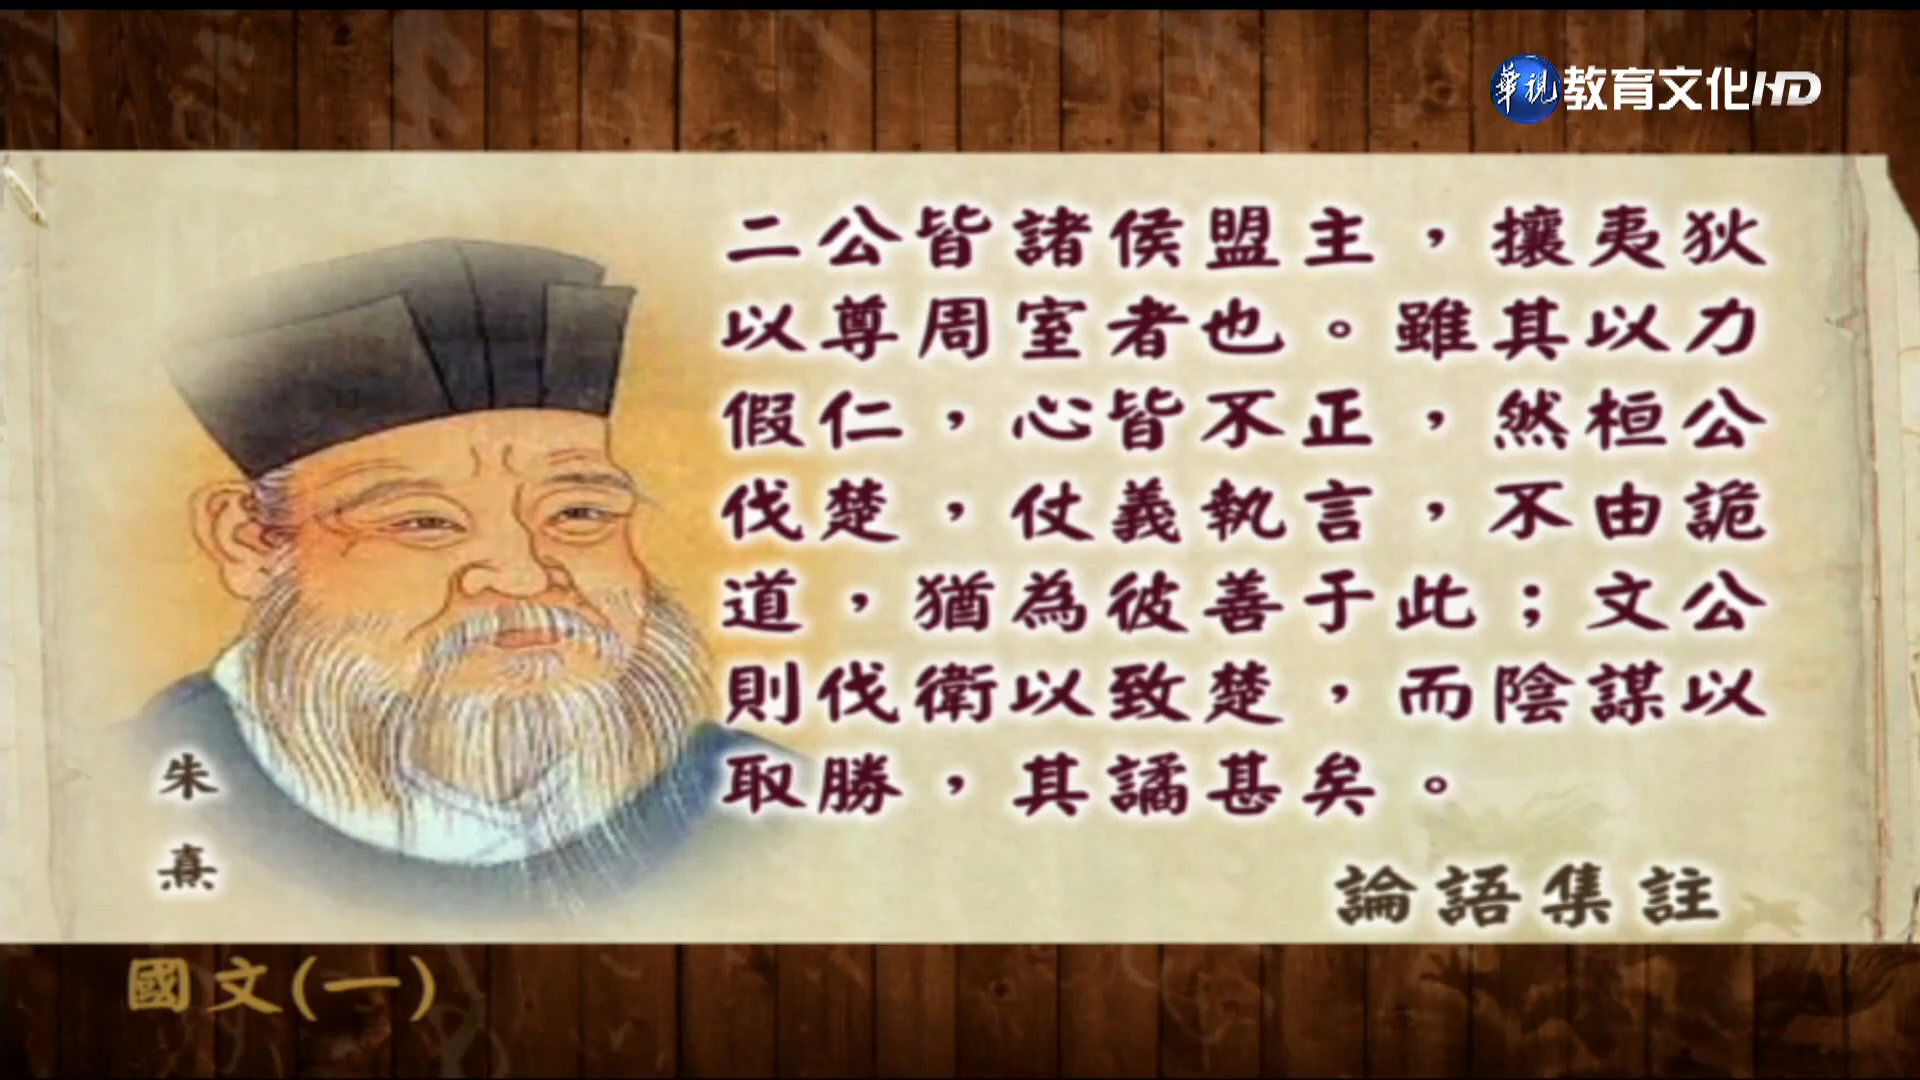 華視教育文化HD
二公皆諸侯盟主，攘夷狄
以尊周室者也。雖其以力
假仁，心皆不正，然桓公
伐楚，仗義執言，不由詭
道，猶為彼善于此；文公
則伐衛以致楚，而陰謀以
取勝，其譎甚矣。
論語集註
朱熹
國文(一)